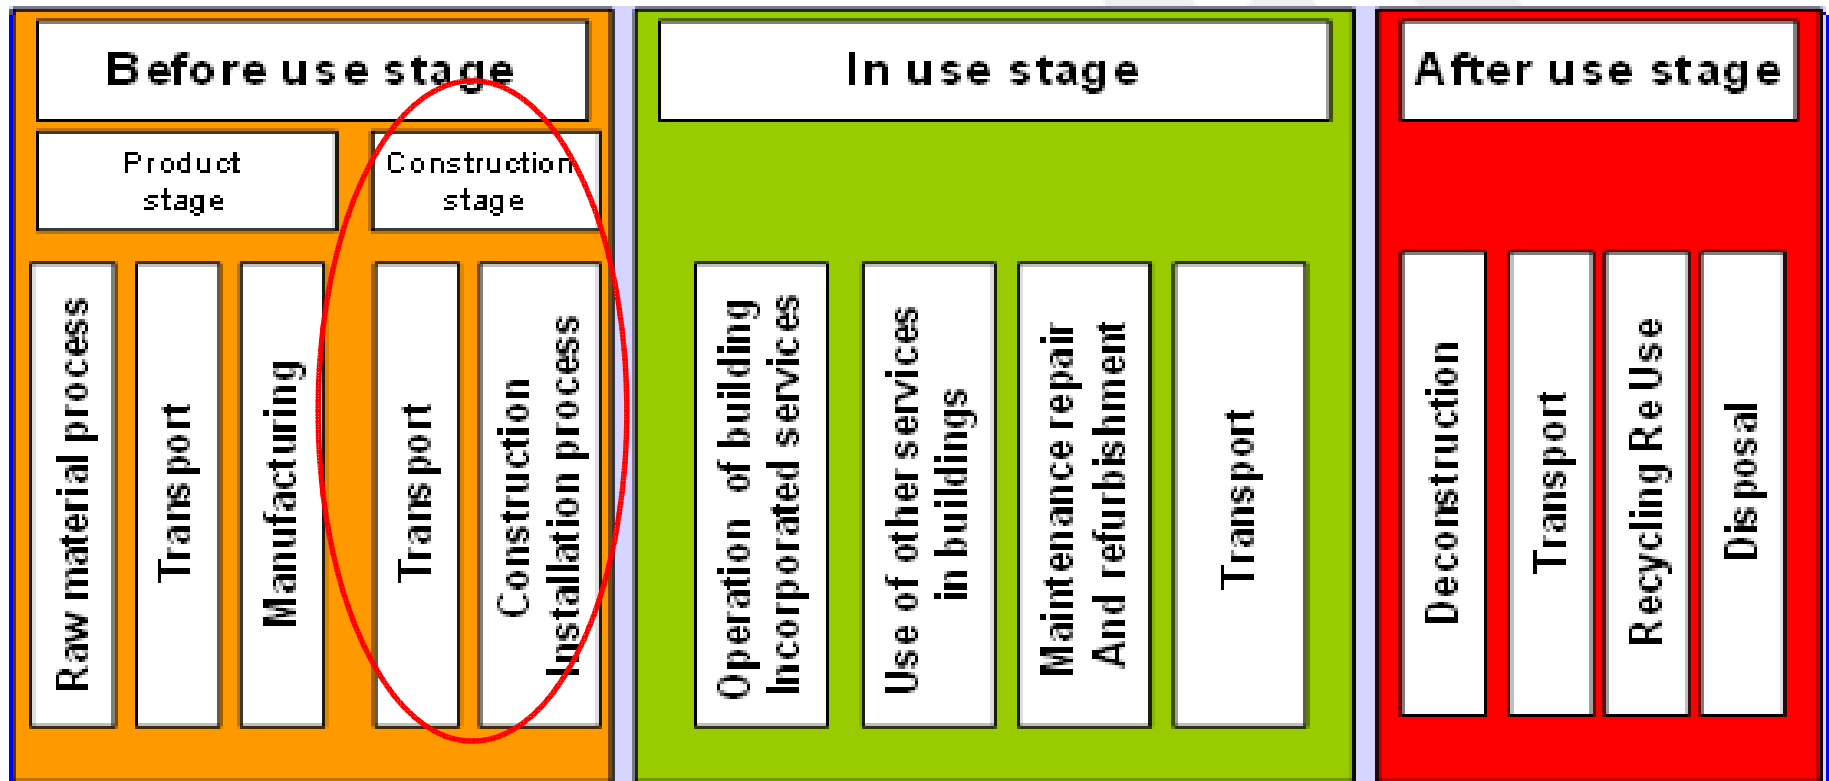 Before use stage
Product
stage
Construction
stage
Raw material process
Transport
Manufacturing
Transport
Construction
Installation process
In use stage
Operation of building
Incorporated services
Use of other services
in buildings
Maintenance repair
And refurbishment
Transport
After use stage
Deconstruction
Transport
Recycling Re Use
Disposal